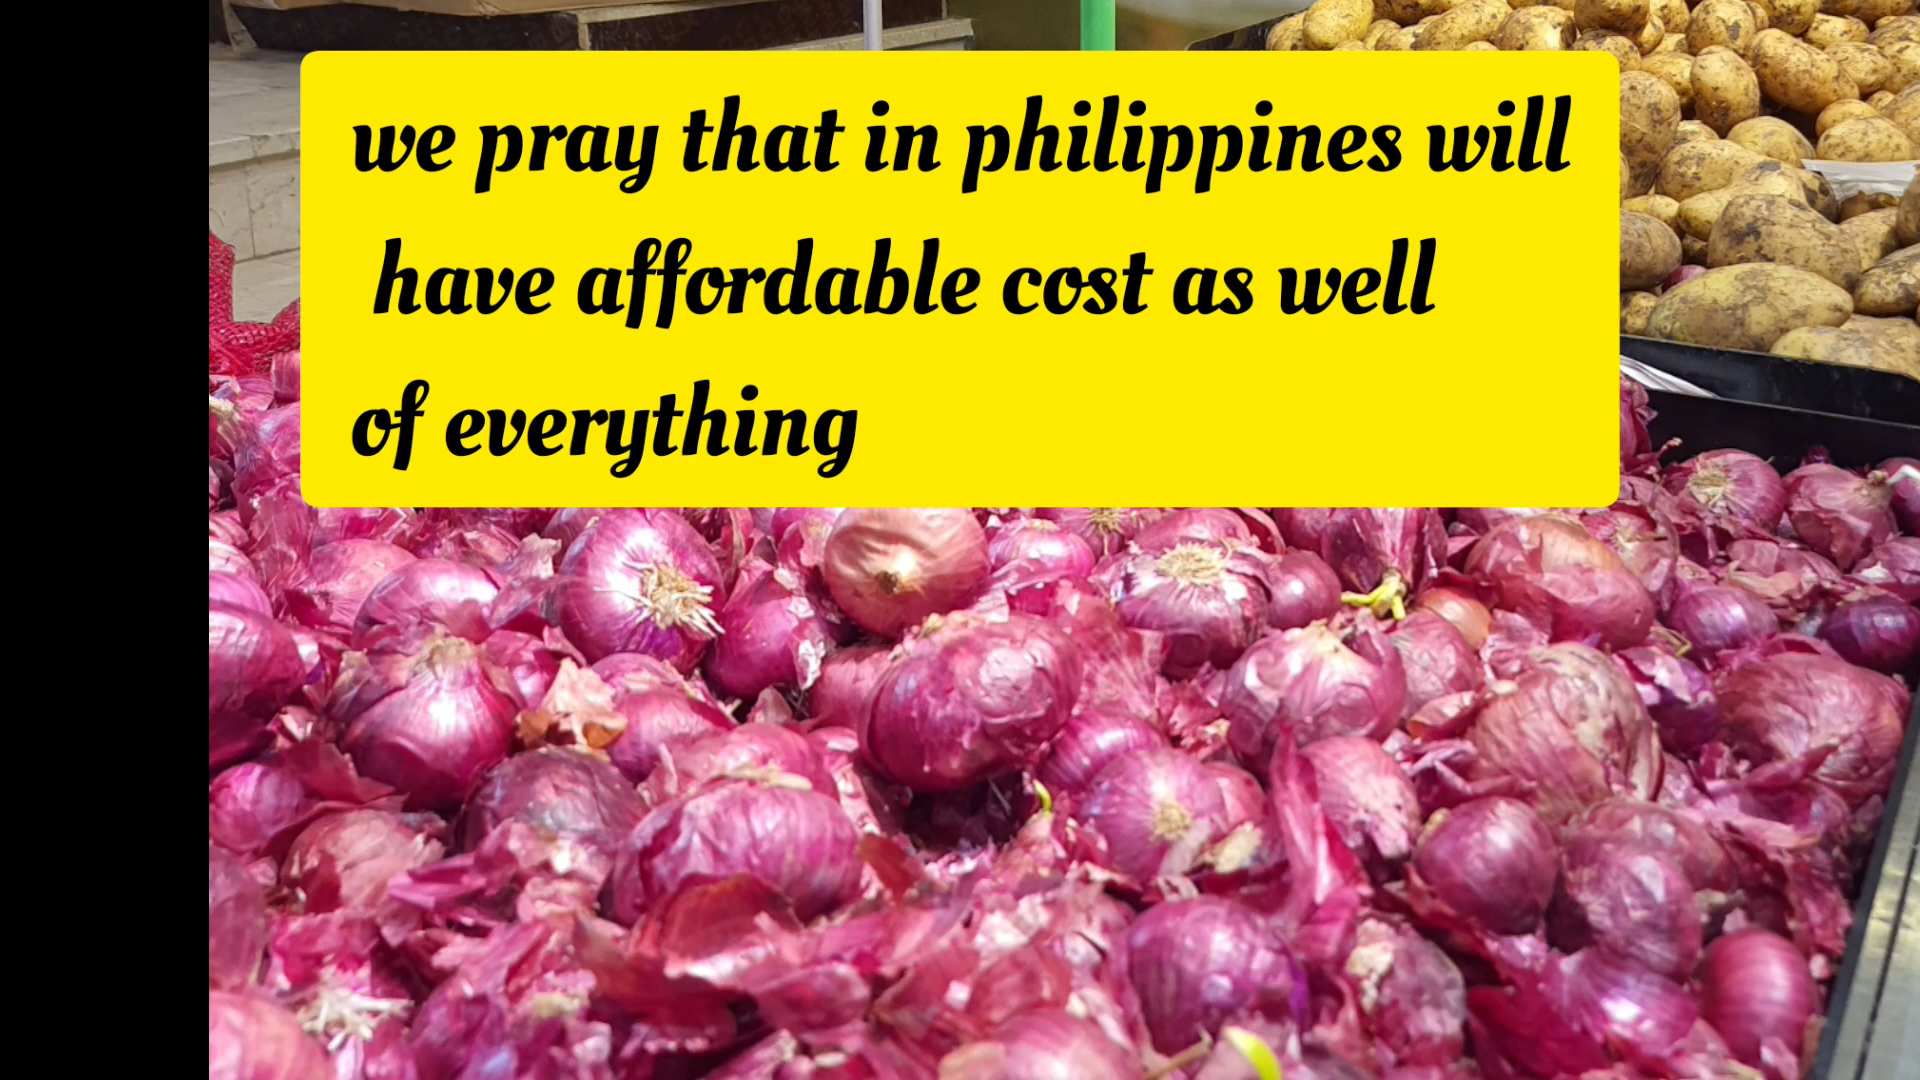 we pray that in philippines will
have affordable cost as well
of everything